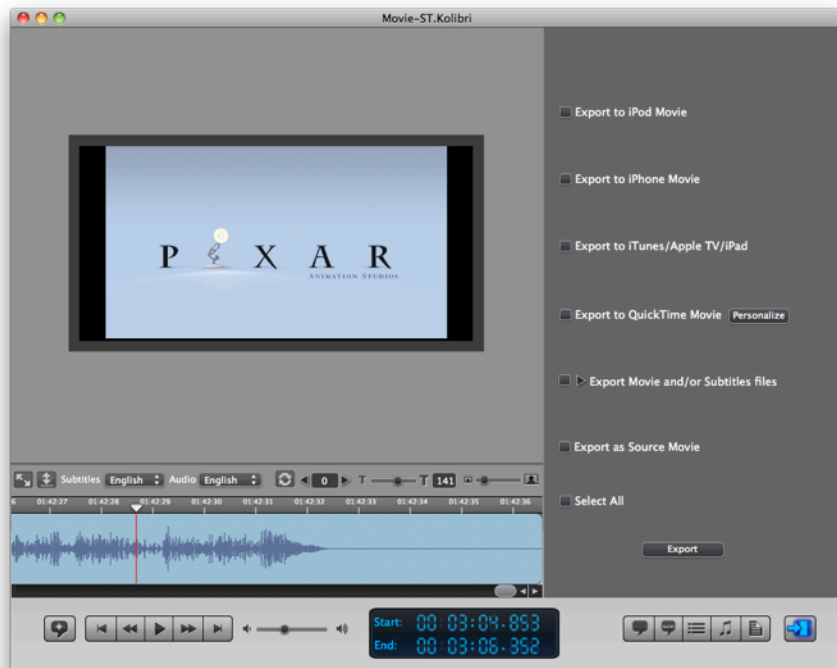 Movie-ST.Kolibri
PIXAR
ANIMATION STUDIOS
Export to iPod Movie
Export to iPhone Movie
Export to iTunes/Apple TV/iPad
Export to QuickTime Movie Personalize
Export Movie and/or Subtitles files
Export as Source Movie
Select All
Export
Subtitles English Audio English 0 T T 141
6 01:42:27 01:42:28 01:42:29 01:42:30 01:42:31 01:42:32 01:42:33 01:42:34 01:42:35 01:42:36
Start: 00:03:04.853
End: 00:03:06.352